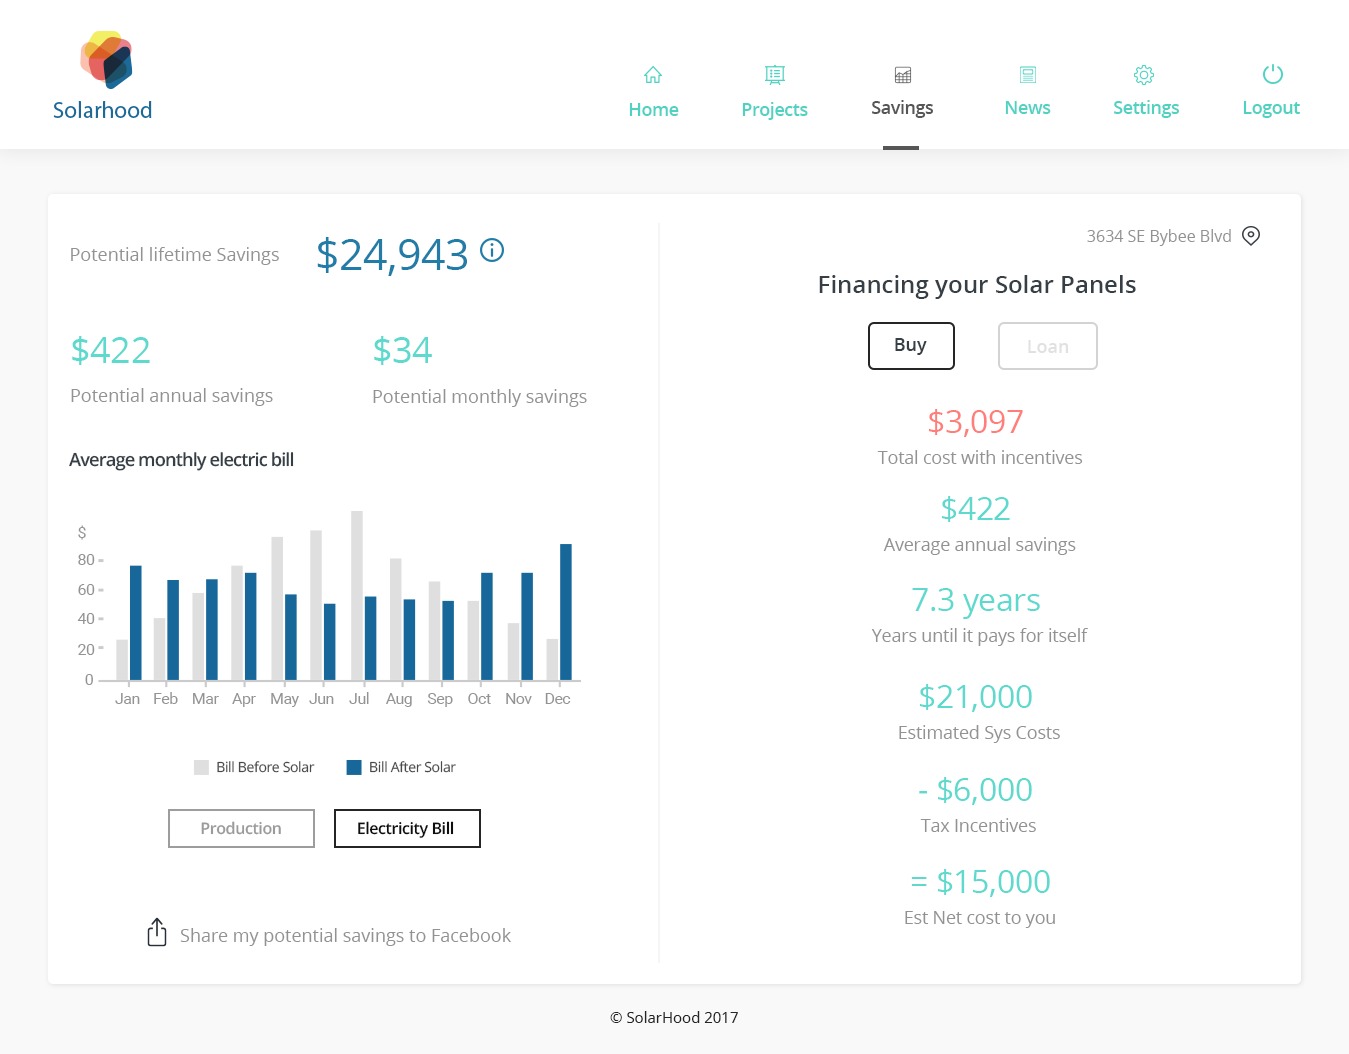 Solarhood
Home
Projects
Savings
News
Settings
Logout
Potential lifetime Savings
$24,943
$422
Potential annual savings
$34
Potential monthly savings
Average monthly electric bill
$
80
60
40
20
0
Jan Feb Mar Apr May Jun Jul Aug Sep Oct Nov Dec
Bill Before Solar
Bill After Solar
Production
Electricity Bill
Share my potential savings to Facebook
3634 SE Bybee Blvd
Financing your Solar Panels
Buy
Loan
$3,097
Total cost with incentives
$422
Average annual savings
7.3 years
Years until it pays for itself
$21,000
Estimated Sys Costs
- $6,000
Tax Incentives
= $15,000
Est Net cost to you
© SolarHood 2017